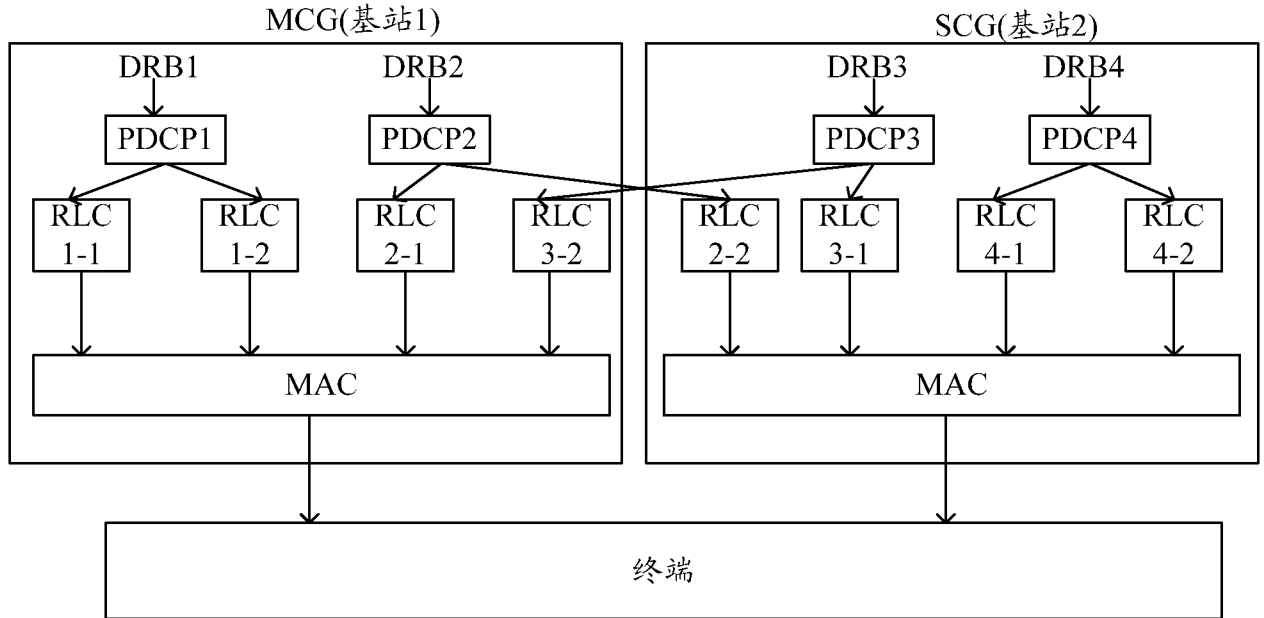 MCG(基站1)
SCG(基站2)
DRB1
DRB2
DRB3
DRB4
PDCP1
PDCP2
PDCP3
PDCP4
RLC
1-1
RLC
1-2
RLC
2-1
RLC
3-2
RLC
2-2
RLC
3-1
RLC
4-1
RLC
4-2
MAC
MAC
终端